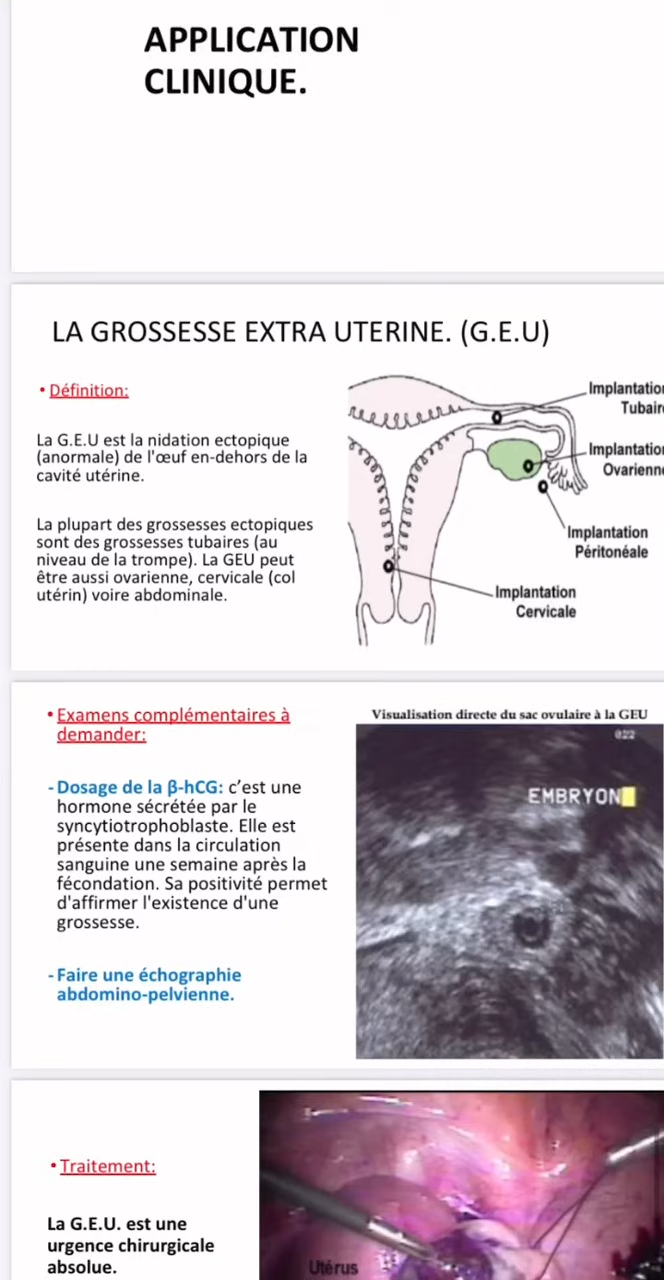 APPLICATION
CLINIQUE.
LA GROSSESSE EXTRA UTERINE. (G.E.U)
• Définition:
La G.E.U est la nidation ectopique
(anormale) de l'œuf en-dehors de la
cavité utérine.
La plupart des grossesses ectopiques
sont des grossesses tubaires (au
niveau de la trompe). La GEU peut
être aussi ovarienne, cervicale (col
utérin) voire abdominale.
Implantation
Tubaire
Implantation
Ovarienne
Implantation
Péritonéale
Implantation
Cervicale
• Examens complémentaires à
demander:
- Dosage de la β-hCG: c’est une
hormone sécrétée par le
syncytiotrophoblaste. Elle est
présente dans la circulation
sanguine une semaine après la
fécondation. Sa positivité permet
d'affirmer l'existence d'une
grossesse.
- Faire une échographie
abdomino-pelvienne.
Visualisation directe du sac ovulaire à la GEU
022
EMBRYON
• Traitement:
La G.E.U. est une
urgence chirurgicale
absolue.
Utérus